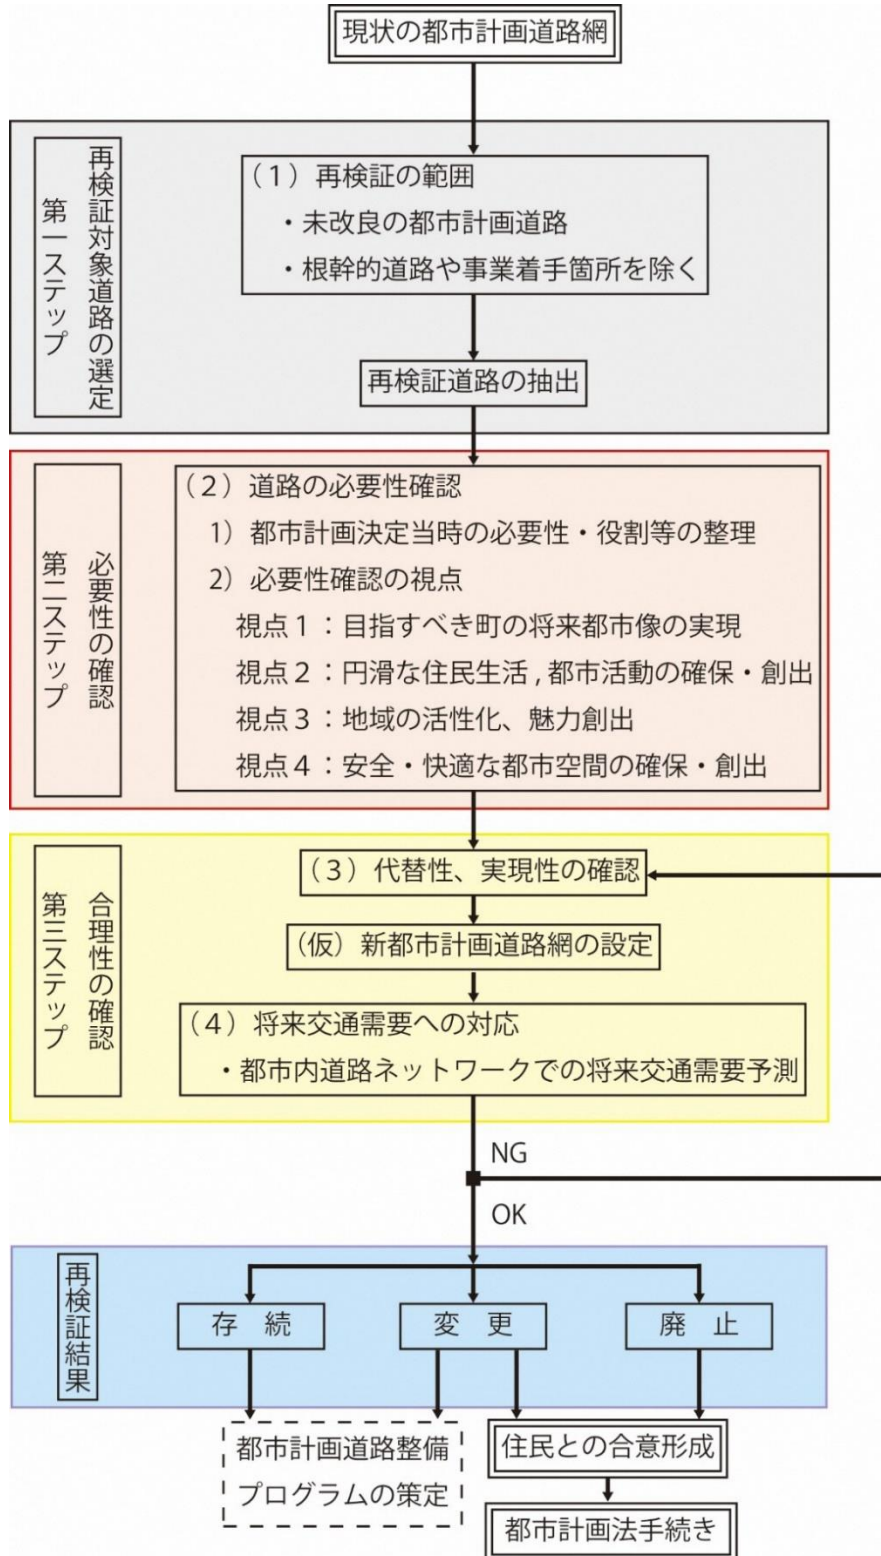 現状の都市計画道路網
再検証対象道路の選定
第一ステップ
（１）再検証の範囲
・未改良の都市計画道路
・根幹的道路や事業着手箇所を除く
再検証道路の抽出
必要性の確認
第二ステップ
（２）道路の必要性確認
1）都市計画決定当時の必要性・役割等の整理
2）必要性確認の視点
視点１：目指すべき町の将来都市像の実現
視点２：円滑な住民生活,都市活動の確保・創出
視点３：地域の活性化、魅力創出
視点４：安全・快適な都市空間の確保・創出
合理性の確認
第三ステップ
（３）代替性、実現性の確認
（仮）新都市計画道路網の設定
（４）将来交通需要への対応
・都市内道路ネットワークでの将来交通需要予測
NG
OK
再検証結果
存　続
変　更
廃　止
都市計画道路整備
プログラムの策定
住民との合意形成
都市計画法手続き